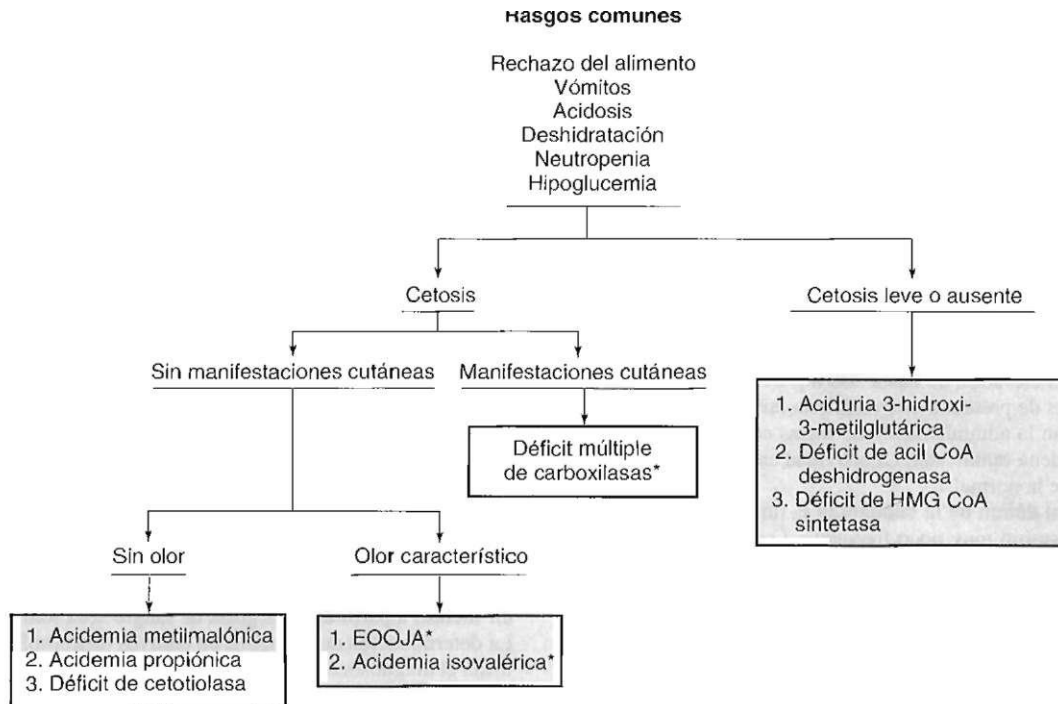 Rasgos comunes
Rechazo del alimento
Vómitos
Acidosis
Deshidratación
Neutropenia
Hipoglucemia
Cetosis
Cetosis leve o ausente
Sin manifestaciones cutáneas
Manifestaciones cutáneas
Déficit múltiple
de carboxilasas*
1. Aciduria 3-hidroxi-
3-metilglutárica
2. Déficit de acil CoA
deshidrogenasa
3. Déficit de HMG CoA
sintetasa
Sin olor
Olor característico
1. Acidemia metilmalónica
2. Acidemia propiónica
3. Déficit de cetotiolasa
1. EOOJA*
2. Acidemia isovalérica*